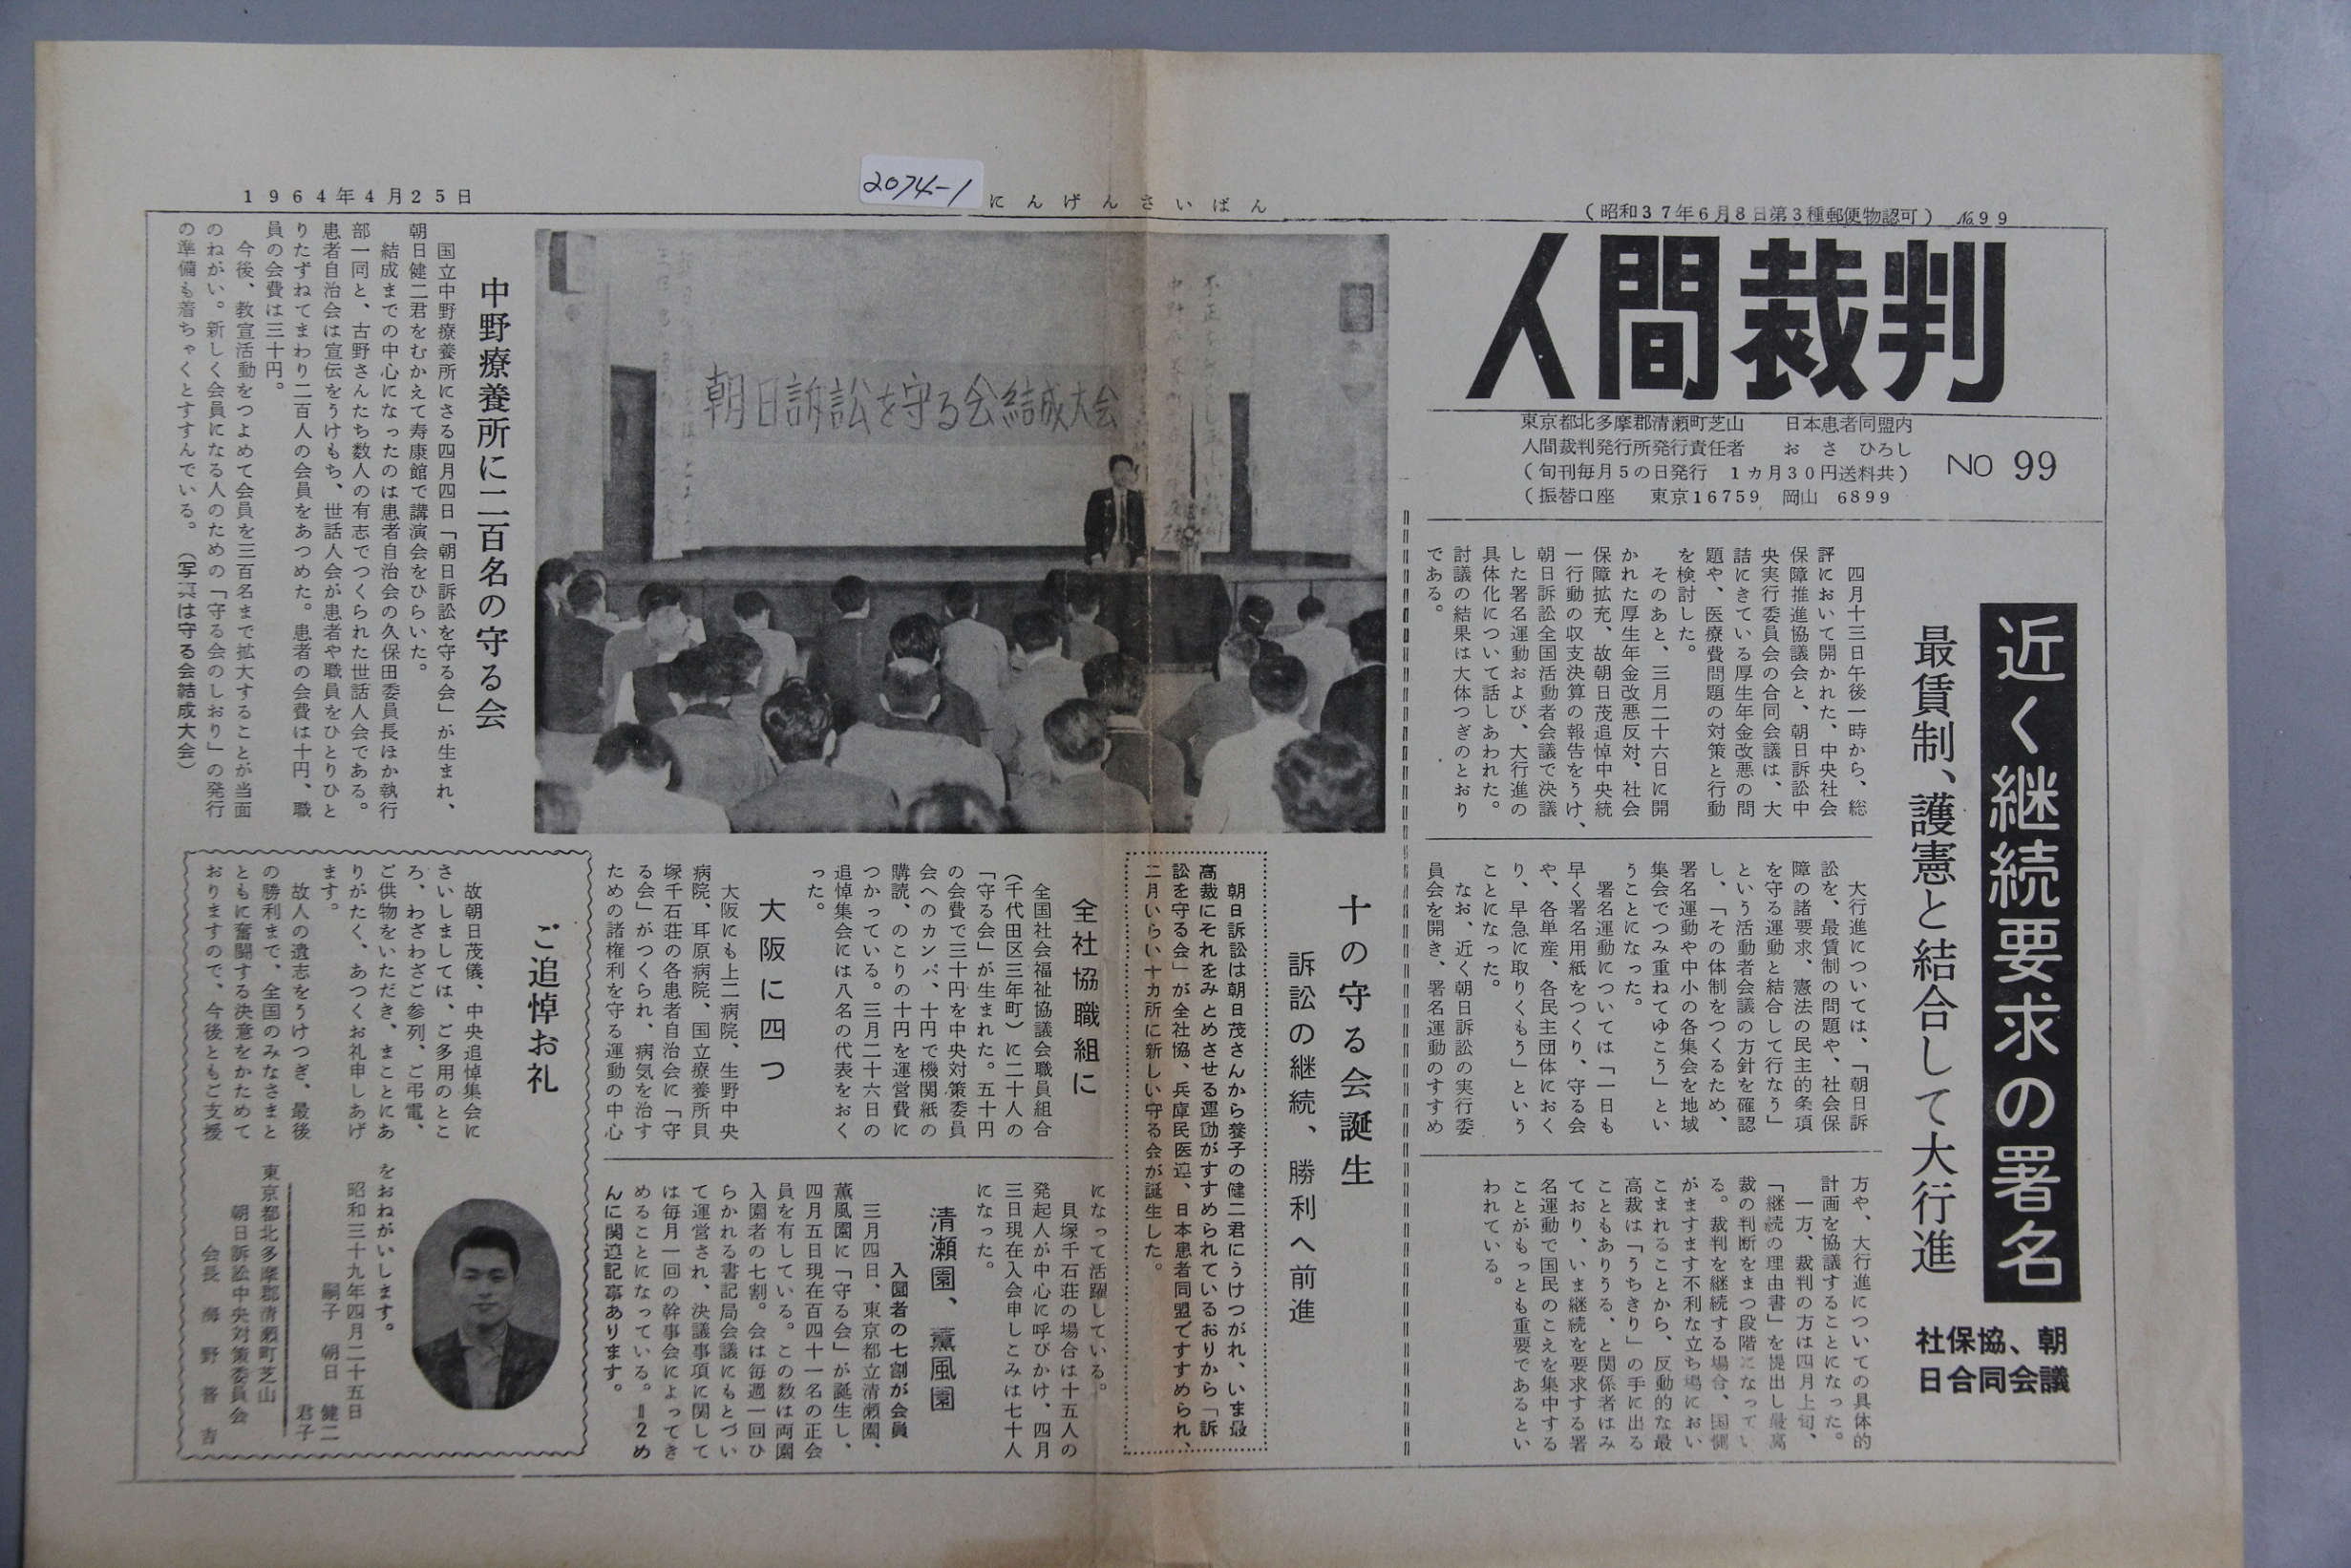 1964年4月25日
2074-1
にんげんさいばん
(昭和37年6月8日第3種郵便物認可) №99
人間裁判
東京都北多摩郡清瀬町芝山 日本患者同盟内
人間裁判発行所発行責任者 おさ ひろし
(旬刊毎月5の日発行 1カ月30円送料共)
(振替口座 東京16759 岡山 6899
NO 99
近く継続要求の署名
最賃制、護憲と結合して大行進
社保協、朝
日合同会議
四月十三日午後一時から、総
評において開かれた、中央社会
保障推進協議会と、朝日訴訟中
央実行委員会の合同会議は、大
詰にきている厚生年金改悪の問
題や、医療費問題の対策と行動
を検討した。
そのあと、三月二十六日に開
かれた厚生年金改悪反対、社会
保障拡充、故朝日茂追悼中央統
一行動の収支決算の報告をうけ、
朝日訴訟全国活動者会議で決議
した署名運動および、大行進の
具体化について話しあわれた。
討議の結果は大体つぎのとおり
である。
大行進については、「朝日訴
訟を、最賃制の問題や、社会保
障の諸要求、憲法の民主的条項
を守る運動と結合して行なう」
という活動者会議の方針を確認
し、「その体制をつくるため、
署名運動や中小の各集会を地域
集会でつみ重ねてゆこう」とい
うことになった。
署名運動については「一日も
早く署名用紙をつくり、守る会
や、各単産、各民主団体におく
り、早急に取りくもう」という
ことになった。
なお、近く朝日訴訟の実行委
員会を開き、署名運動のすすめ
方や、大行進についての具体的
計画を協議することになった。
一方、裁判の方は四月上旬、
「継続の理由書」を提出し最高
裁の判断をまつ段階になってい
る。裁判を継続する場合、国側
がますます不利な立ち場におい
こまれることから、反動的な最
高裁は「うちきり」の手に出る
こともありうる、と関係者はみ
ており、いま継続を要求する署
名運動で国民のこえを集中する
ことがもっとも重要であるとい
われている。
朝日訴訟を守る会結成大会
十の守る会誕生
訴訟の継続、勝利へ前進
朝日訴訟は朝日茂さんから養子の健二君にうけつがれ、いま最
高裁にそれをみとめさせる運動がすすめられているおりから「訴
訟を守る会」が全社協、兵庫民医連、日本患者同盟ですすめられ、
二月いらい十カ所に新しい守る会が誕生した。
全社協職組に
全国社会福祉協議会職員組合
(千代田区三年町)に二十人の
「守る会」が生まれた。五十円
の会費で三十円を中央対策委員
会へのカンパ、十円で機関紙の
購読、のこりの十円を運営費に
つかっている。三月二十六日の
追悼集会には八名の代表をおく
った。
大阪に四つ
大阪にも上二病院、生野中央
病院、耳原病院、国立療養所貝
塚千石荘の各患者自治会に「守
る会」がつくられ、病気を治す
ための諸権利を守る運動の中心
になって活躍している。
貝塚千石荘の場合は十五人の
発起人が中心に呼びかけ、四月
三日現在入会申しこみは七十人
になった。
清瀬園、薫風園
入園者の七割が会員
三月四日、東京都立清瀬園、
薫風園に「守る会」が誕生し、
四月五日現在百四十一名の正会
員を有している。この数は両園
入園者の七割。会は毎週一回ひ
らかれる書記局会議にもとづい
て運営され、決議事項に関して
は毎月一回の幹事会によってき
めることになっている。=2め
んに関連記事あります。
中野療養所に二百名の守る会
国立中野療養所にさる四月四日「朝日訴訟を守る会」が生まれ、
朝日健二君をむかえて寿康館で講演会をひらいた。
結成までの中心になったのは患者自治会の久保田委員長ほか執行
部一同と、古野さんたち数人の有志でつくられた世話人会である。
患者自治会は宣伝をうけもち、世話人会が患者や職員をひとりひと
りたずねてまわり二百人の会員をあつめた。患者の会費は十円、職
員の会費は三十円。
今後、教宣活動をつよめて会員を三百名まで拡大することが当面
のねがい。新しく会員になる人のための「守る会のしおり」の発行
の準備も着ちゃくとすすんでいる。(写真は守る会結成大会)
ご追悼お礼
故朝日茂儀、中央追悼集会に
さいしましては、ご多用のとこ
ろ、わざわざご参列、ご弔電、
ご供物をいただき、まことにあ
りがたく、あつくお礼申しあげ
ます。
故人の遺志をうけつぎ、最後
の勝利まで、全国のみなさまと
ともに奮闘する決意をかためて
おりますので、今後ともご支援
をおねがいします。
昭和三十九年四月二十五日
嗣子 朝日 健二
君子
東京都北多摩郡清瀬町芝山
朝日訴訟中央対策委員会
会長 海野晋吉